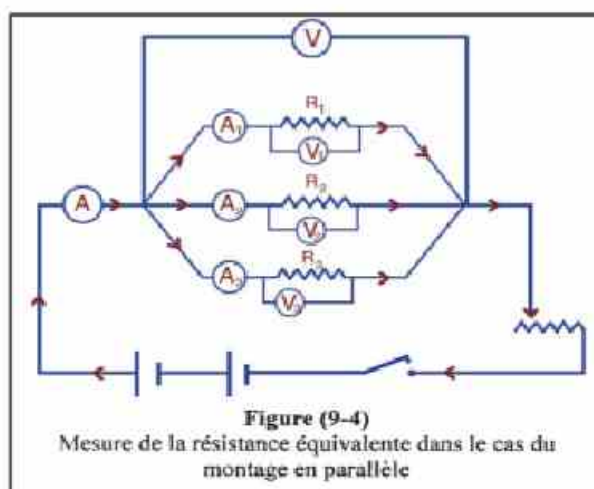 V
R₁
A₁
V₁
R₂
A
A₂
V₂
R₃
A₃
V₃
Figure (9-4)
Mesure de la résistance équivalente dans le cas du
montage en parallèle